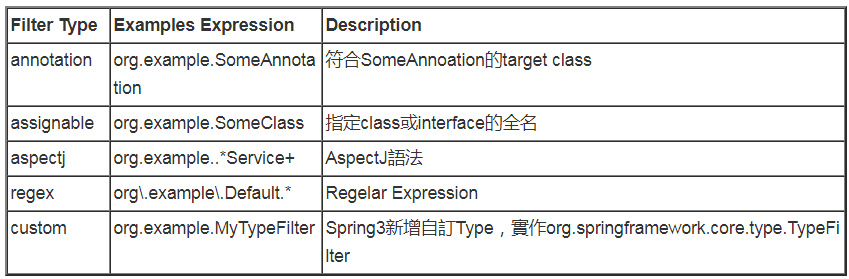 Filter Type Examples Expression Description
annotation org.example.SomeAnnota 符合SomeAnnoation的target class
tion
assignable org.example.SomeClass 指定class或interface的全名
aspectj org.example..*Service+ AspectJ語法
regex org\.example\.Default.* Regelar Expression
custom org.example.MyTypeFilter Spring3新增自訂Type，實作org.springframework.core.type.TypeFi
lter